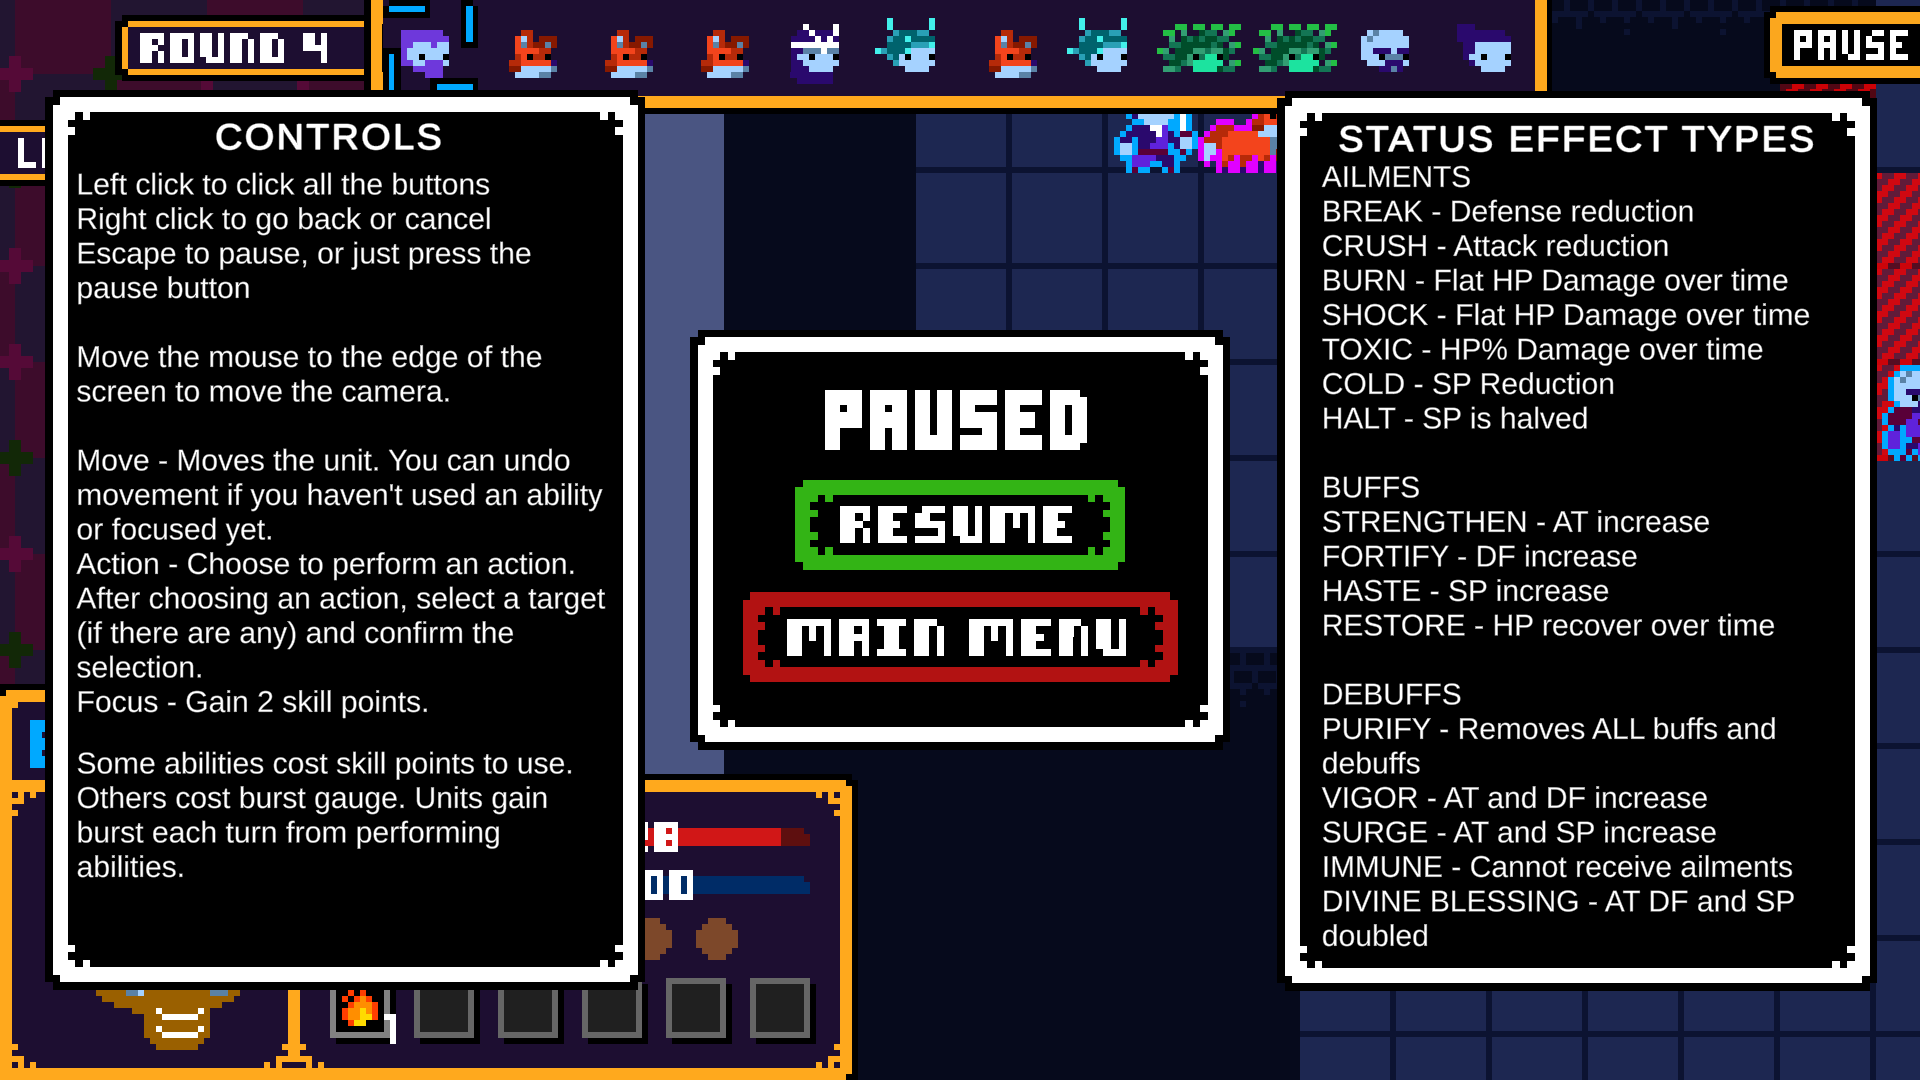 ROUND 4
PAUSE
CONTROLS
Left click to click all the buttons
Right click to go back or cancel
Escape to pause, or just press the
pause button
Move the mouse to the edge of the
screen to move the camera.
Move - Moves the unit. You can undo
movement if you haven't used an ability
or focused yet.
Action - Choose to perform an action.
After choosing an action, select a target
(if there are any) and confirm the
selection.
Focus - Gain 2 skill points.
Some abilities cost skill points to use.
Others cost burst gauge. Units gain
burst each turn from performing
abilities.
PAUSED
RESUME
MAIN MENU
STATUS EFFECT TYPES
AILMENTS
BREAK - Defense reduction
CRUSH - Attack reduction
BURN - Flat HP Damage over time
SHOCK - Flat HP Damage over time
TOXIC - HP% Damage over time
COLD - SP Reduction
HALT - SP is halved
BUFFS
STRENGTHEN - AT increase
FORTIFY - DF increase
HASTE - SP increase
RESTORE - HP recover over time
DEBUFFS
PURIFY - Removes ALL buffs and
debuffs
VIGOR - AT and DF increase
SURGE - AT and SP increase
IMMUNE - Cannot receive ailments
DIVINE BLESSING - AT DF and SP
doubled